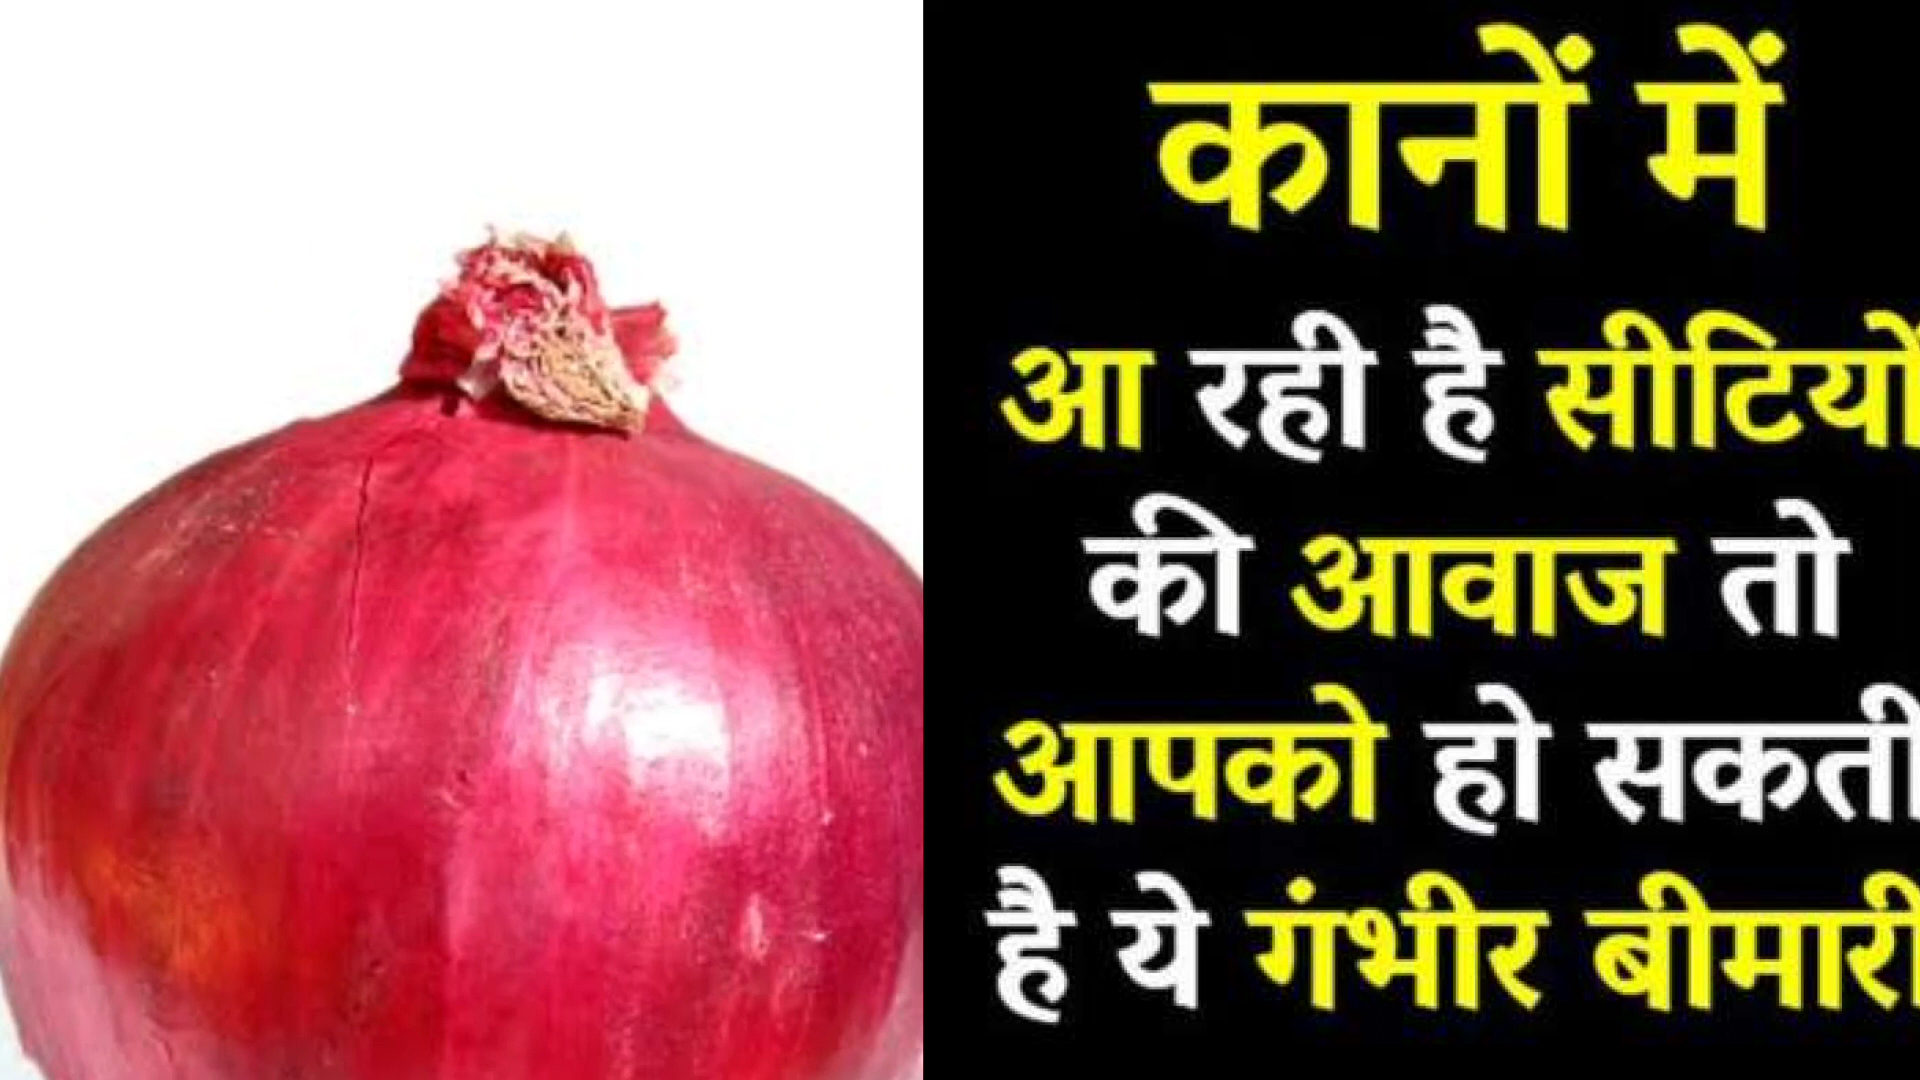 कानों में
आ रही है सीटियों
की आवाज तो
आपको हो सकती
है ये गंभीर बीमारी